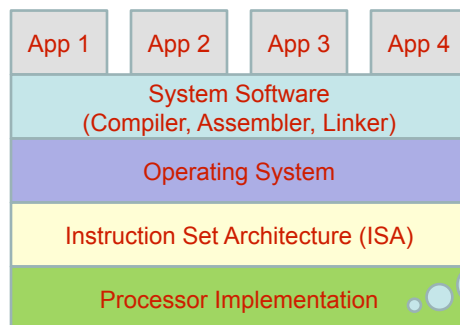 App 1 App 2 App 3 App 4
System Software
(Compiler, Assembler, Linker)
Operating System
Instruction Set Architecture (ISA)
Processor Implementation